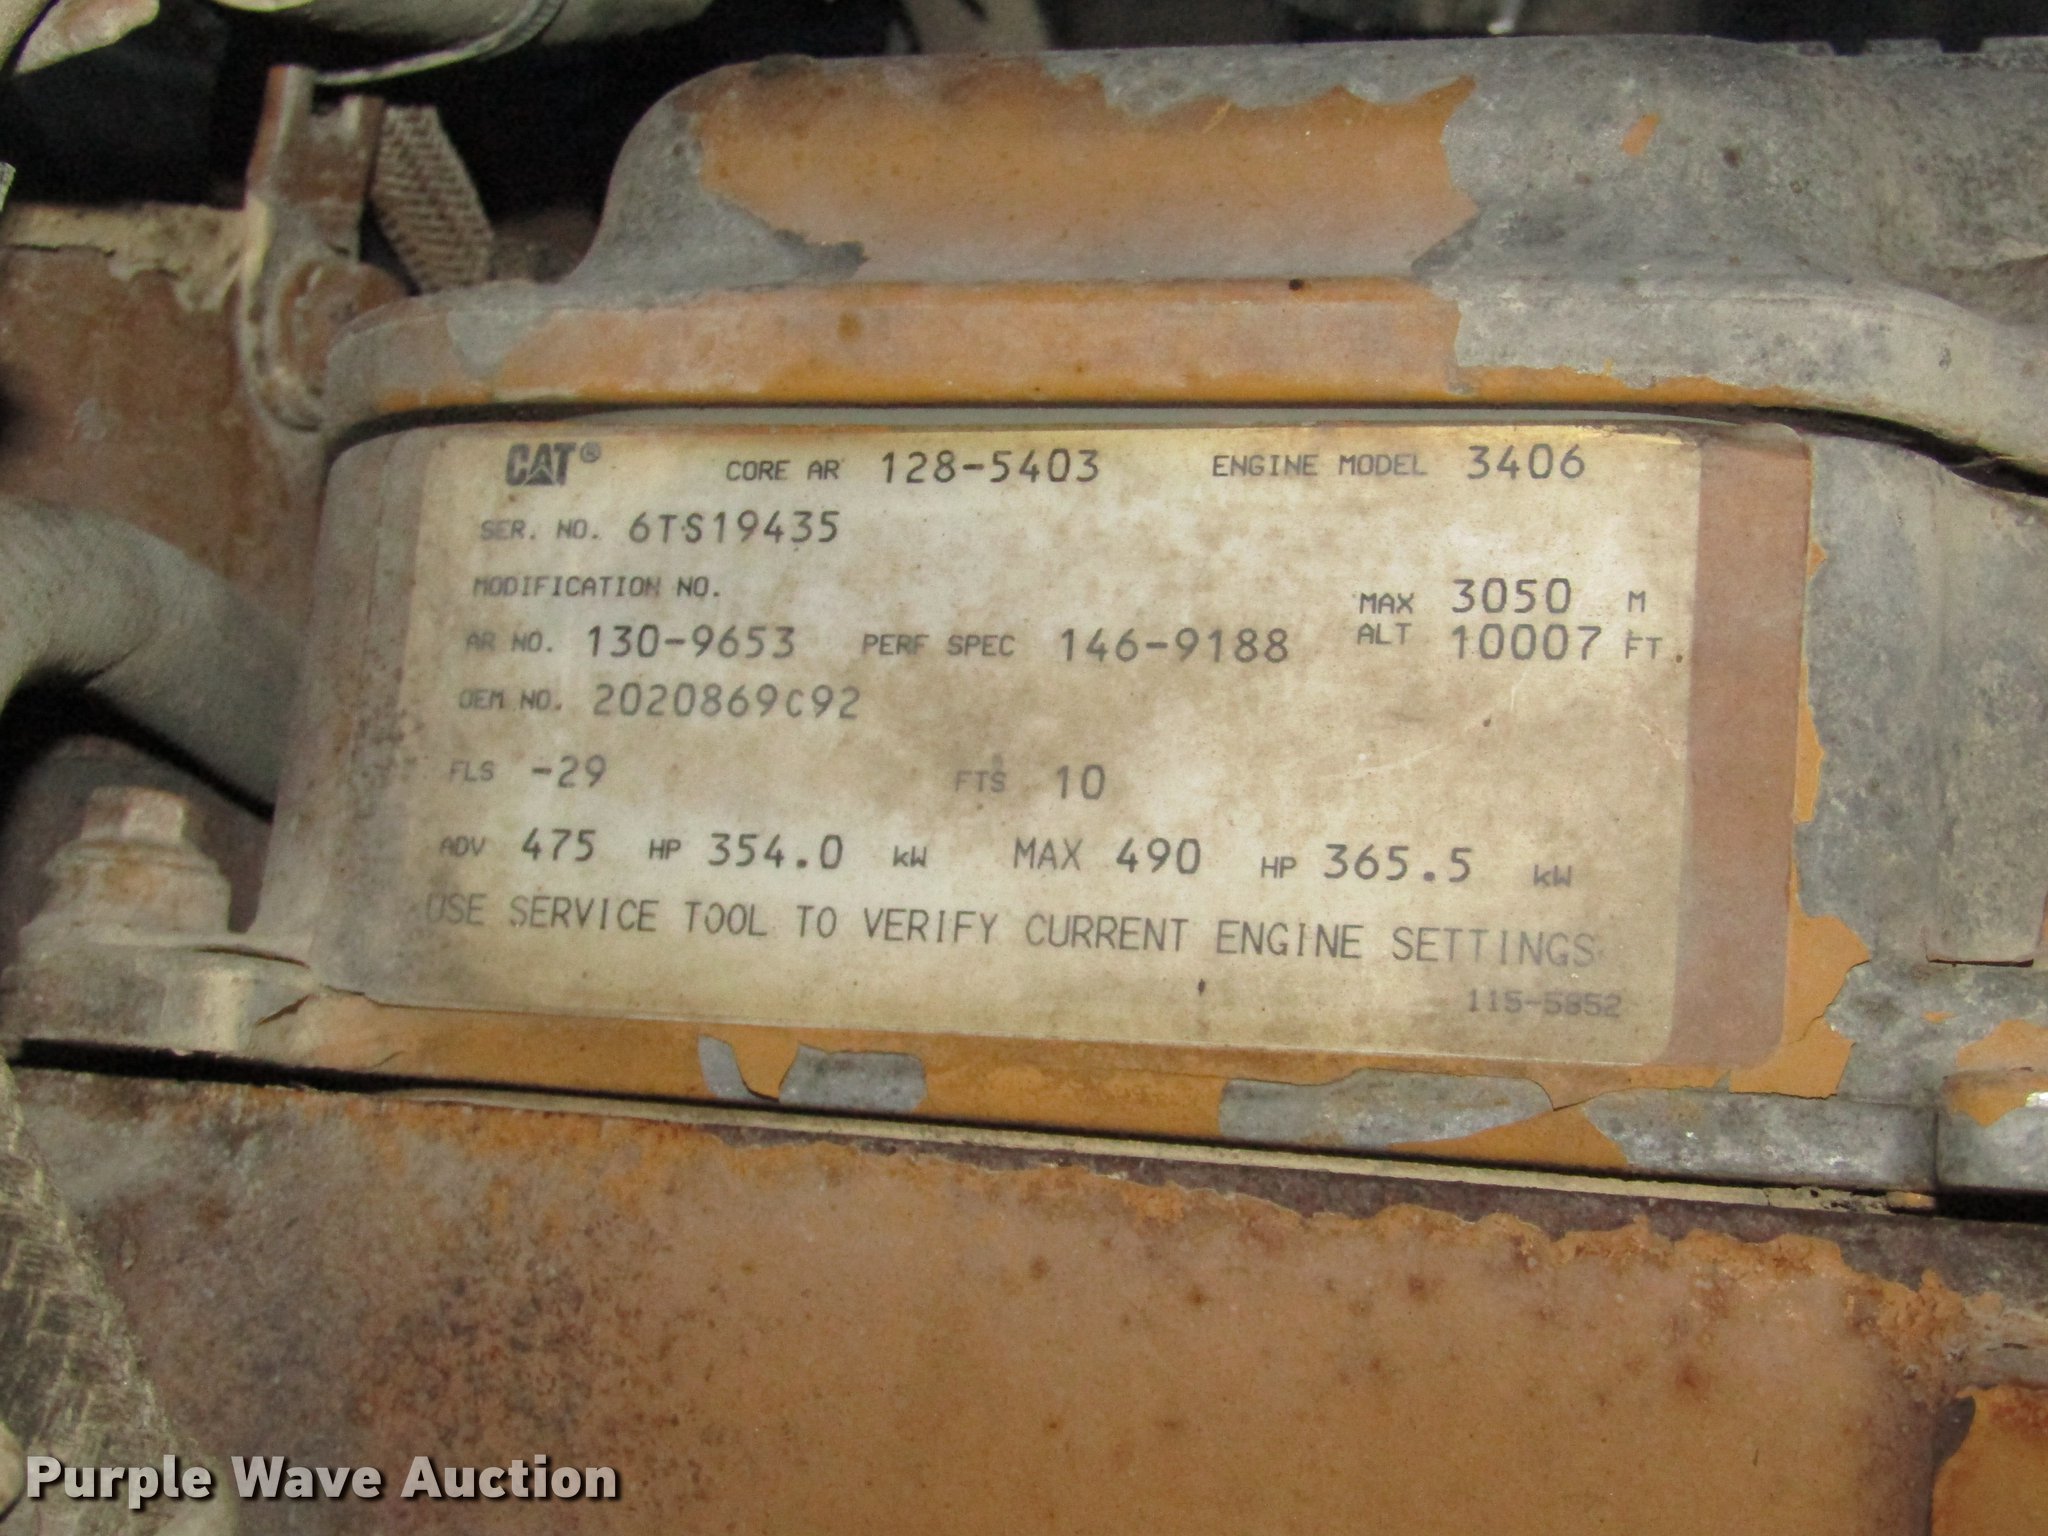 CAT® CORE AR 128-5403 ENGINE MODEL 3406
SER. NO. 6TS19435
MODIFICATION NO.
AR NO. 130-9653 PERF SPEC 146-9188 MAX ALT 3050 M 10007 FT
OEM NO. 2020869C92
FLS -29 FTS 10
ADV 475 HP 354.0 kW MAX 490 HP 365.5 kW
USE SERVICE TOOL TO VERIFY CURRENT ENGINE SETTINGS
115-5852
Purple Wave Auction